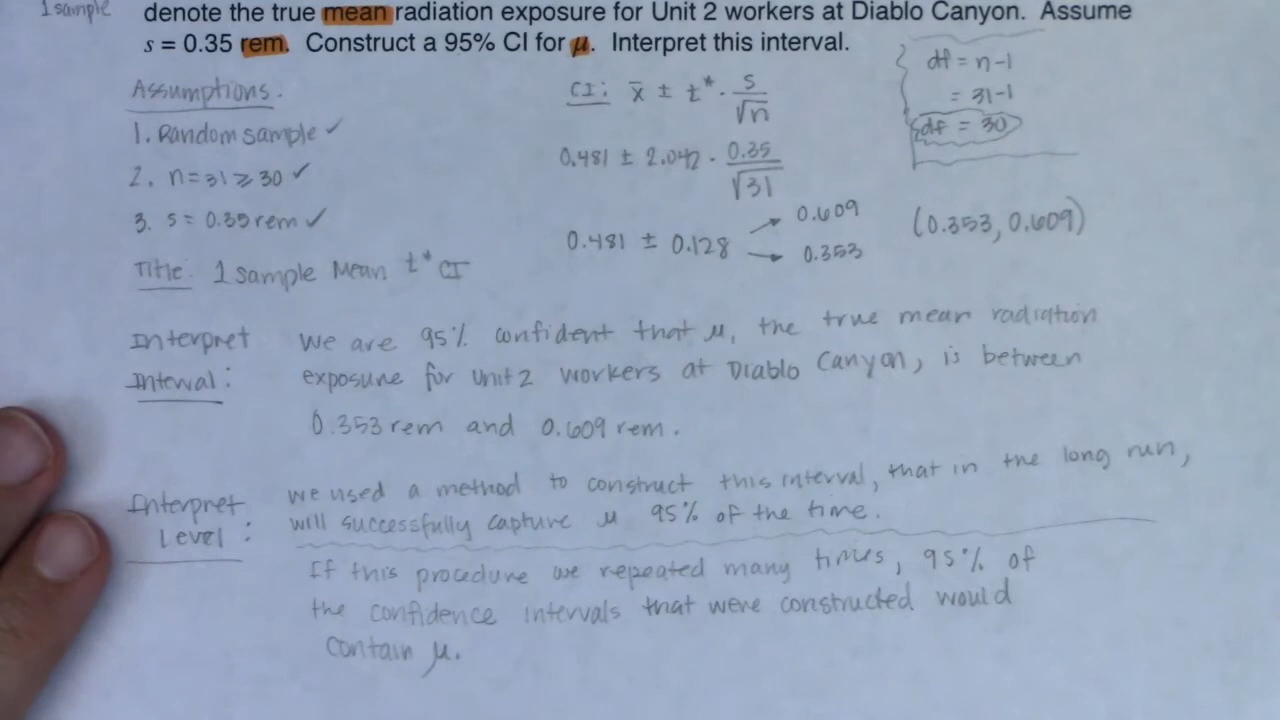 1 sample
denote the true mean radiation exposure for Unit 2 workers at Diablo Canyon. Assume
s = 0.35 rem. Construct a 95% CI for μ. Interpret this interval.
Assumptions.
1. Random sample ✓
2. n=31 ≥ 30 ✓
3. s = 0.35 rem ✓
Title: 1 sample Mean t* CI
CI: x̄ ± t* · s/√n
0.481 ± 2.042 · 0.35/√31
0.481 ± 0.128 → 0.609
→ 0.353
(0.353, 0.609)
df = n-1
= 31-1
df = 30
Interpret Interval:
we are 95% confident that μ, the true mean radiation
exposure for unit 2 workers at Diablo Canyon, is between
0.353 rem and 0.609 rem.
Interpret Level:
we used a method to construct this interval, that in the long run,
will successfully capture μ 95% of the time.
If this procedure we repeated many times, 95% of
the confidence intervals that were constructed would
contain μ.